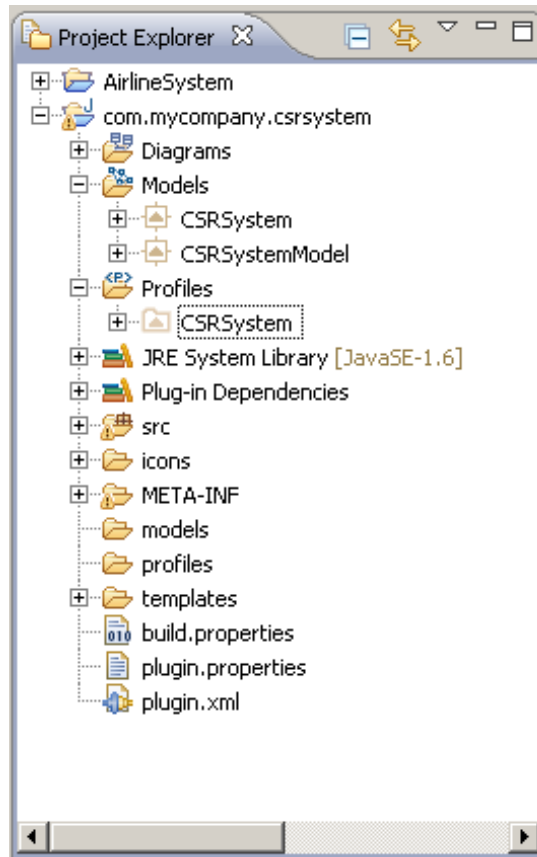 Project Explorer
AirlineSystem
com.mycompany.csrsystem
Diagrams
Models
CSRSystem
CSRSystemModel
Profiles
CSRSystem
JRE System Library [JavaSE-1.6]
Plug-in Dependencies
src
icons
META-INF
models
profiles
templates
build.properties
plugin.properties
plugin.xml